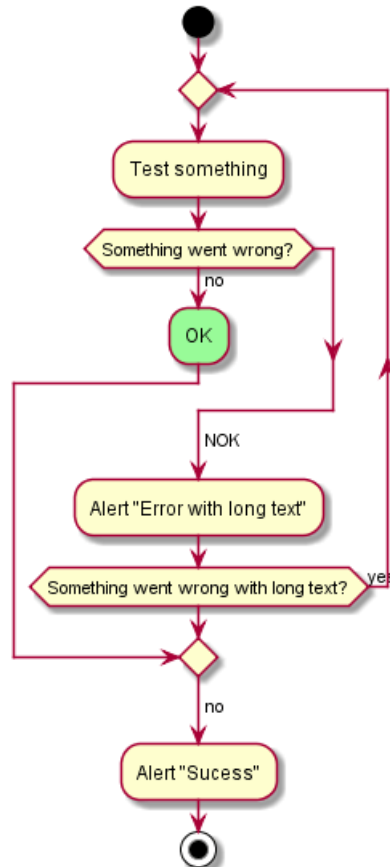 Test something
Something went wrong?
no
OK
NOK
Alert "Error with long text"
Something went wrong with long text?
yes
no
Alert "Sucess"